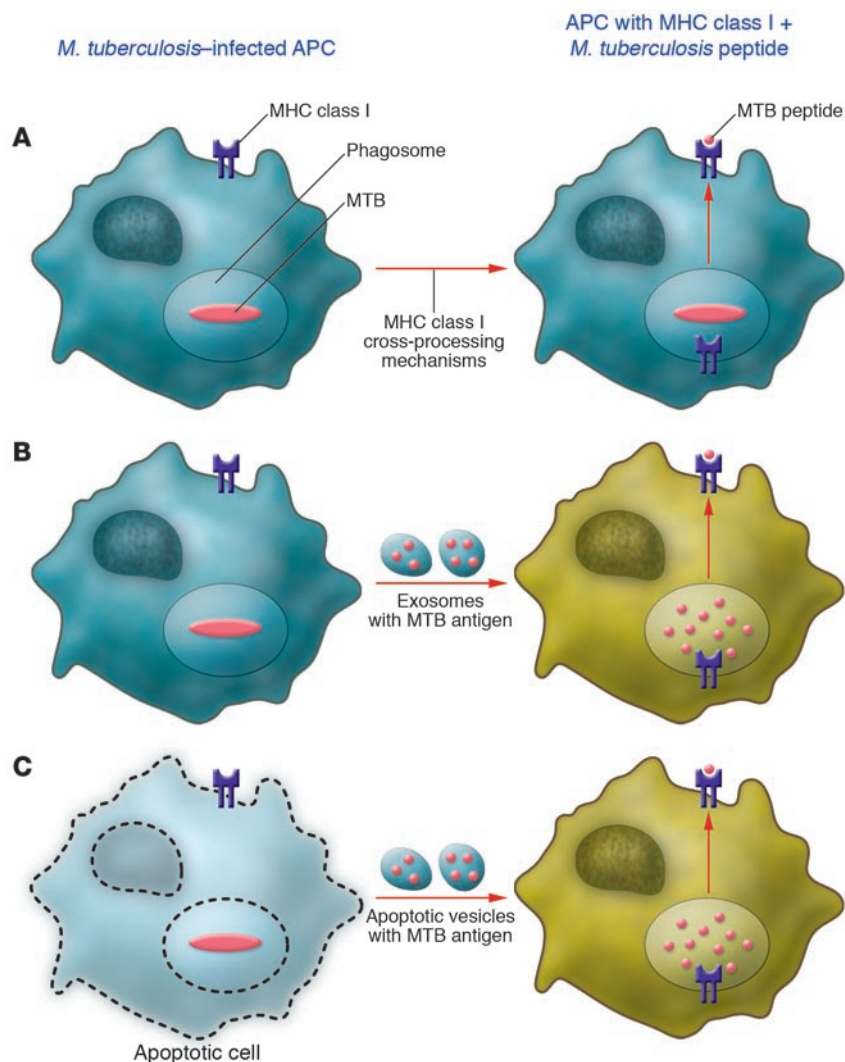 M. tuberculosis–infected APC
APC with MHC class I +
M. tuberculosis peptide
A
MHC class I
Phagosome
MTB
MTB peptide
MHC class I
cross-processing
mechanisms
B
Exosomes
with MTB antigen
C
Apoptotic vesicles
with MTB antigen
Apoptotic cell